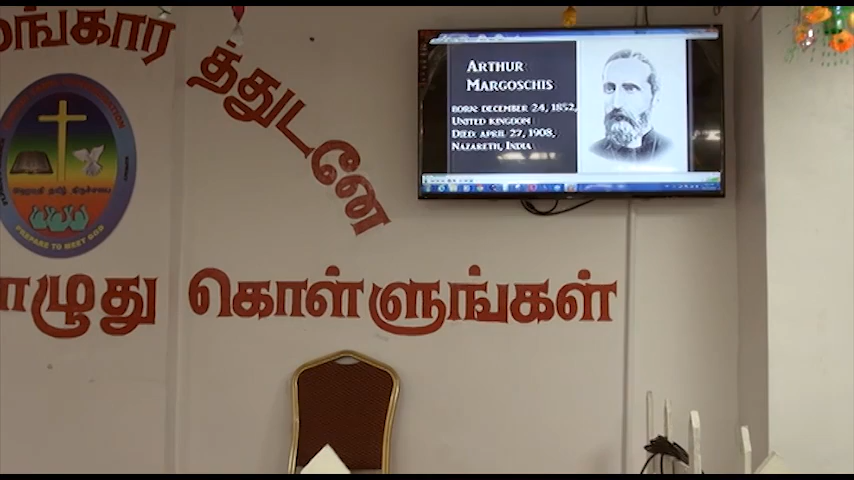 ங்கார
த்துடனே
ழுது கொள்ளுங்கள்
PREPARE TO MEET GOD
ARTHUR
MARGOSCHIS
BORN: DECEMBER 24, 1852,
UNITED KINGDOM
DIED: APRIL 27, 1908,
NAZARETH, INDIA